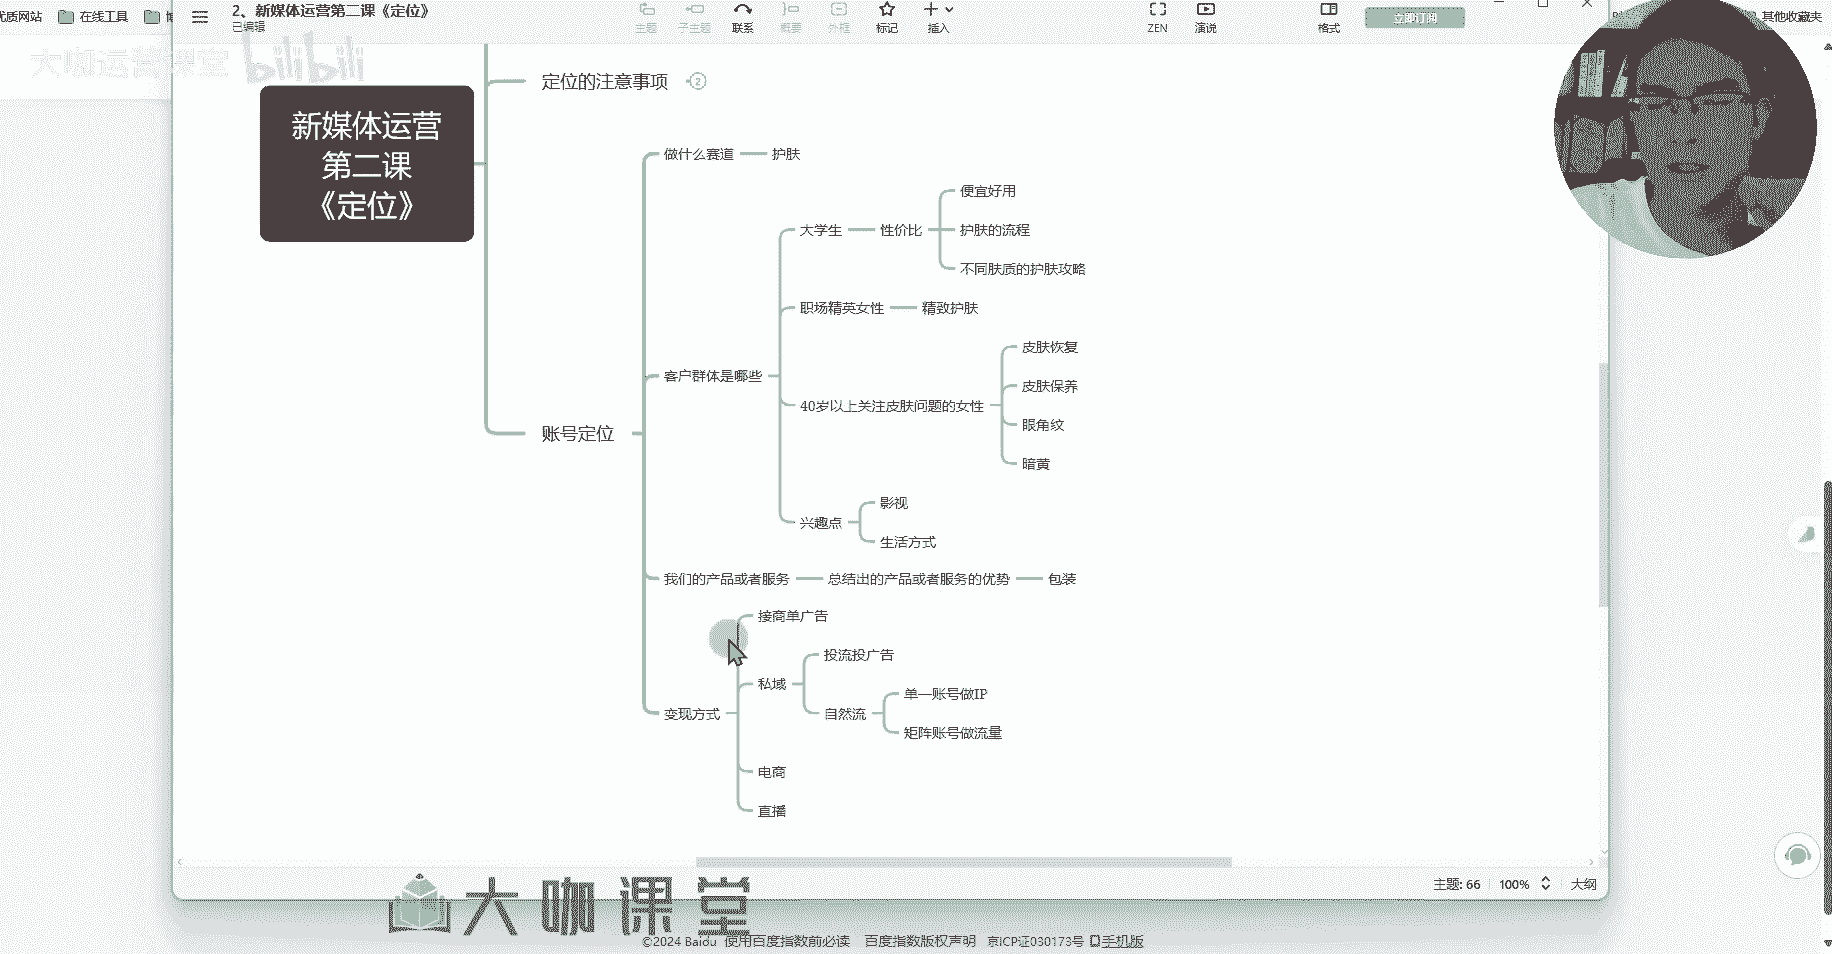 优质网站
在线工具
2、新媒体运营第二课《定位》
已编辑
主题
子主题
联系
概要
外框
标记
插入
ZEN
演说
格式
立即订阅
其他收藏夹
大咖运营课堂
bilibili
新媒体运营
第二课
《定位》
定位的注意事项
2
做什么赛道
护肤
便宜好用
大学生
性价比
护肤的流程
不同肤质的护肤攻略
职场精英女性
精致护肤
皮肤恢复
客户群体是哪些
皮肤保养
40岁以上关注皮肤问题的女性
眼角纹
账号定位
暗黄
影视
兴趣点
生活方式
我们的产品或者服务
总结出的产品或者服务的优势
包装
接商单广告
投流投广告
私域
单一账号做IP
变现方式
自然流
矩阵账号做流量
电商
直播
主题: 66
100%
大纲
大咖课堂
©2024 Baidu 使用百度指数前必读 百度指数版权声明 京ICP证030173号 手机版